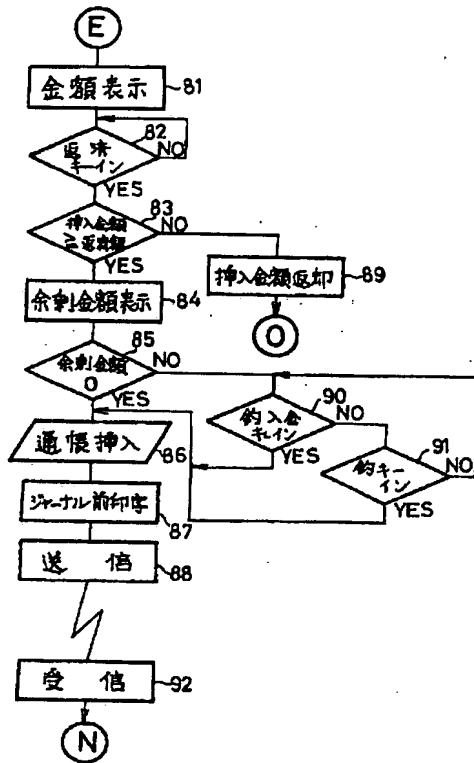 E
金額表示
81
82
返済
キーイン
NO
YES
83
挿入金額
≧返済額
NO
YES
余剰金額表示
84
挿入金額返却
89
O
85
余剰金額
O
NO
YES
90
釣入金
キーイン
NO
YES
91
釣キー
イン
NO
YES
通帳挿入
86
ジャーナル前印字
87
送信
88
受信
92
N